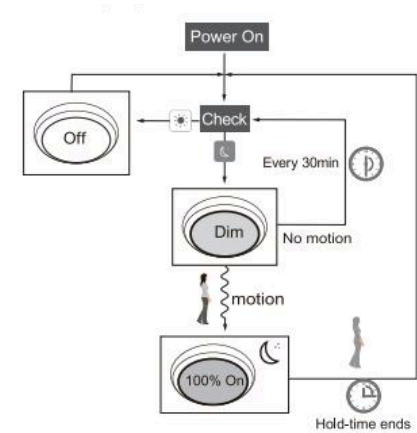 Power On
Off
Check
Every 30min
Dim
No motion
motion
100% On
Hold-time ends